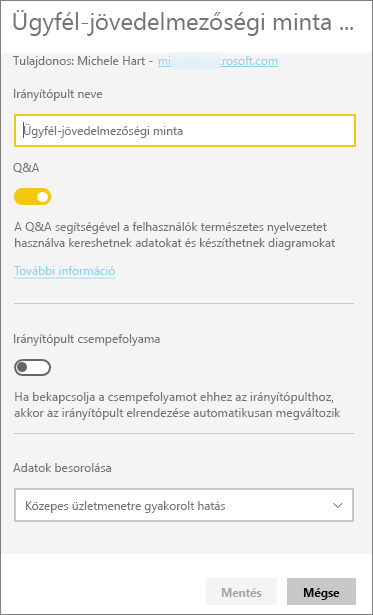 Ügyfél-jövedelmezőségi minta ...
Tulajdonos: Michele Hart - mi rosoft.com
Irányítópult neve
Ügyfél-jövedelmezőségi minta
Q&A
A Q&A segítségével a felhasználók természetes nyelvezetet
használva kereshetnek adatokat és készíthetnek diagramokat
További információ
Irányítópult csempefolyama
Ha bekapcsolja a csempefolyamot ehhez az irányítópulthoz,
akkor az irányítópult elrendezése automatikusan megváltozik
Adatok besorolása
Közepes üzletmenetre gyakorolt hatás
Mentés
Mégse